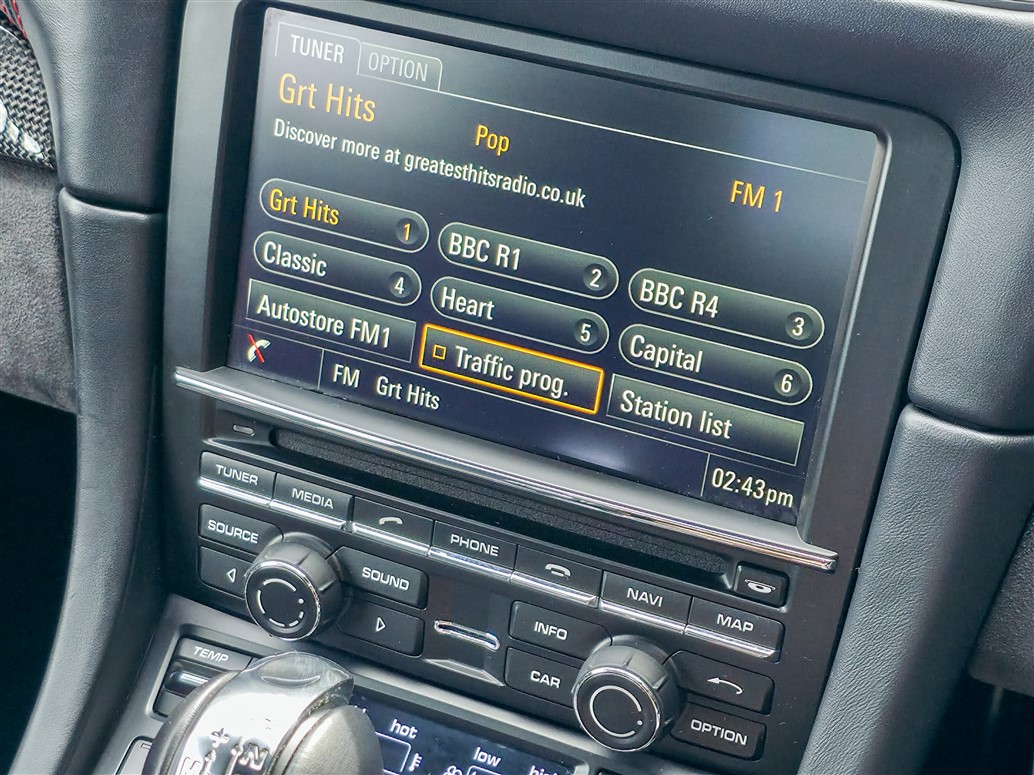 TUNER OPTION
Grt Hits
Pop
Discover more at greatesthitsradio.co.uk
FM 1
Grt Hits 1
BBC R1 2
BBC R4 3
Classic 4
Heart 5
Capital 6
Autostore FM1
Traffic prog.
Station list
FM Grt Hits
02:43pm
TUNER MEDIA PHONE NAVI MAP
SOURCE SOUND INFO
CAR OPTION
TEMP
hot
low
N